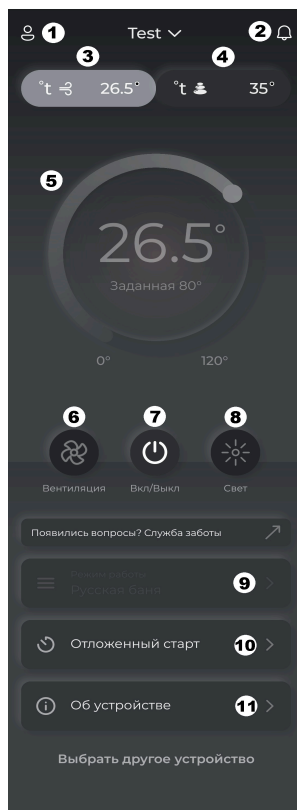 1 Test 2
3 4
°t 26.5° °t 35°
5
26.5°
Заданная 80°
0° 120°
6 7 8
Вентиляция Вкл/Выкл Свет
Появились вопросы? Служба заботы
Режим работы
Русская баня 9
Отложенный старт 10
Об устройстве 11
Выбрать другое устройство